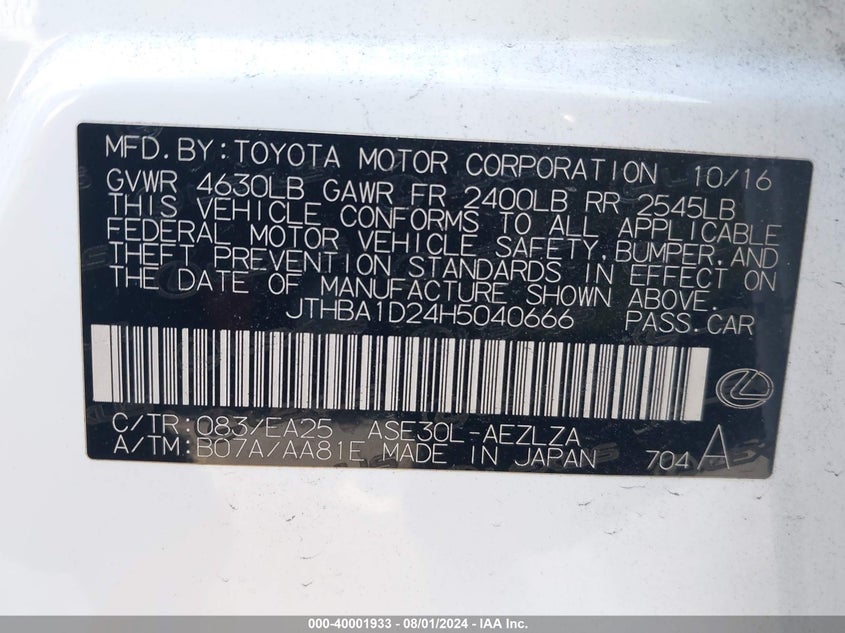 MFD. BY: TOYOTA MOTOR CORPORATION 10/16
GVWR 4630LB GAWR FR 2400LB RR 2545LB
THIS VEHICLE CONFORMS TO ALL APPLICABLE
FEDERAL MOTOR VEHICLE SAFETY, BUMPER, AND
THEFT PREVENTION STANDARDS IN EFFECT ON
THE DATE OF MANUFACTURE SHOWN ABOVE.
JTHBA1D24H5040666 PASS. CAR
C/TR: 083/EA25 ASE30L-AEZLZA
A/TM: B07A/AA81E MADE IN JAPAN 704 A
000-40001933 - 08/01/2024 - IAA Inc.